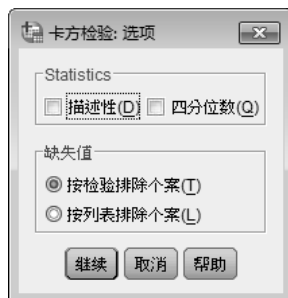 卡方检验: 选项
Statistics
描述性(D) 四分位数(Q)
缺失值
按检验排除个案(T)
按列表排除个案(L)
继续 取消 帮助